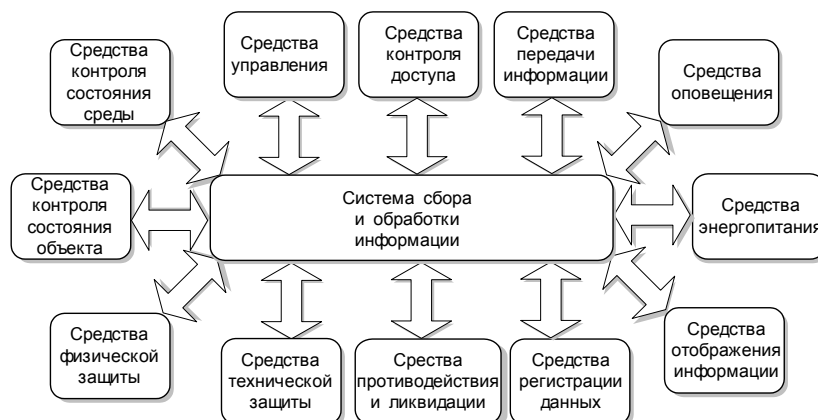 Средства
контроля
состояния
среды
Средства
управления
Средства
контроля
доступа
Средства
передачи
информации
Средства
оповещения
Средства
контроля
состояния
объекта
Система сбора
и обработки
информации
Средства
энергопитания
Средства
физической
защиты
Средства
технической
защиты
Срества
противодействия
и ликвидации
Средства
регистрации
данных
Средства
отображения
информации